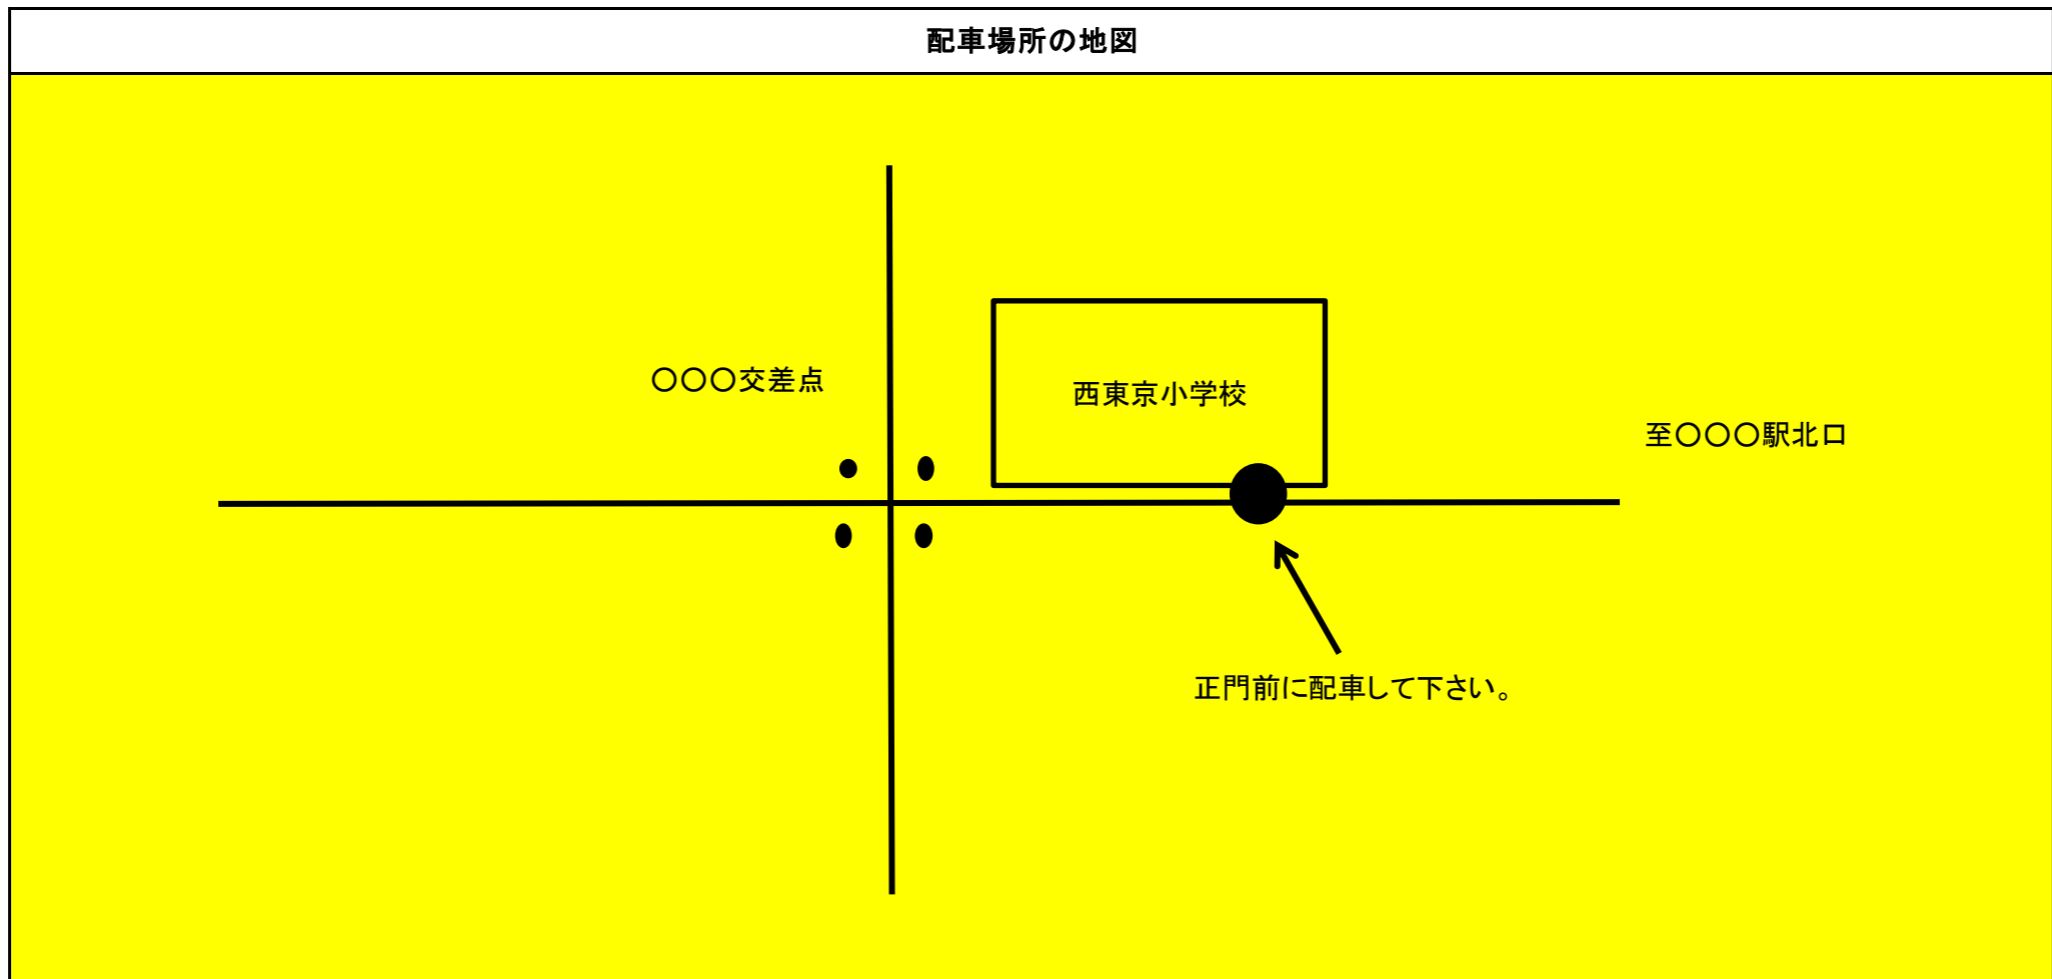 配車場所の地図
〇〇〇交差点
西東京小学校
至〇〇〇駅北口
正門前に配車して下さい。